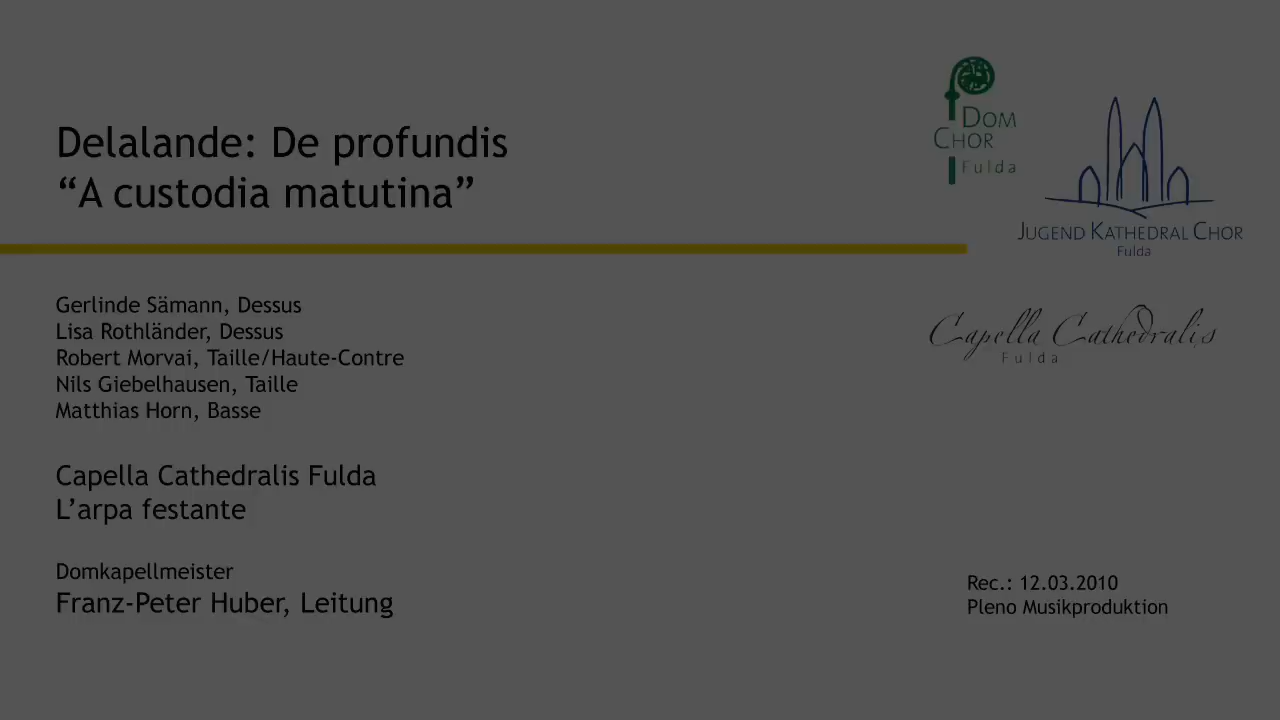 Delalande: De profundis
“A custodia matutina”
DOM
CHOR
Fulda
JUGEND KATHEDRAL CHOR
Fulda
Gerlinde Sämann, Dessus
Lisa Rothländer, Dessus
Robert Morvai, Taille/Haute-Contre
Nils Giebelhausen, Taille
Matthias Horn, Basse
Capella Cathedralis
Fulda
Capella Cathedralis Fulda
L’arpa festante
Domkapellmeister
Franz-Peter Huber, Leitung
Rec.: 12.03.2010
Pleno Musikproduktion